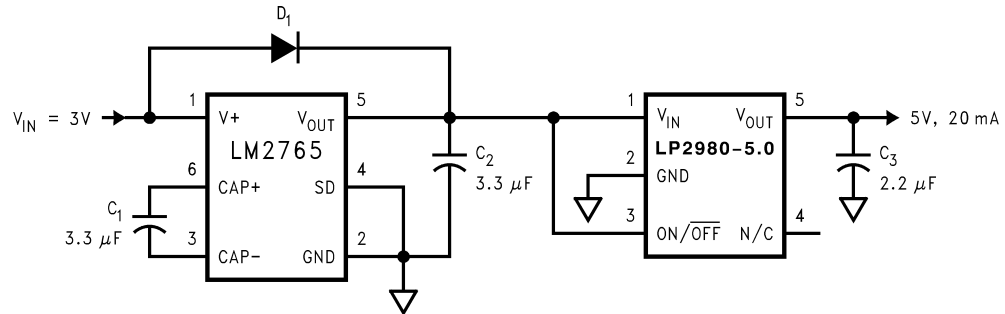 D1
VIN = 3V
1
V+
VOUT
5
LM2765
6
CAP+
SD
4
C1
3.3 μF
3
CAP−
GND
2
C2
3.3 μF
1
VIN
VOUT
5
LP2980-5.0
2
GND
3
ON/OFF
N/C
4
5V, 20 mA
C3
2.2 μF